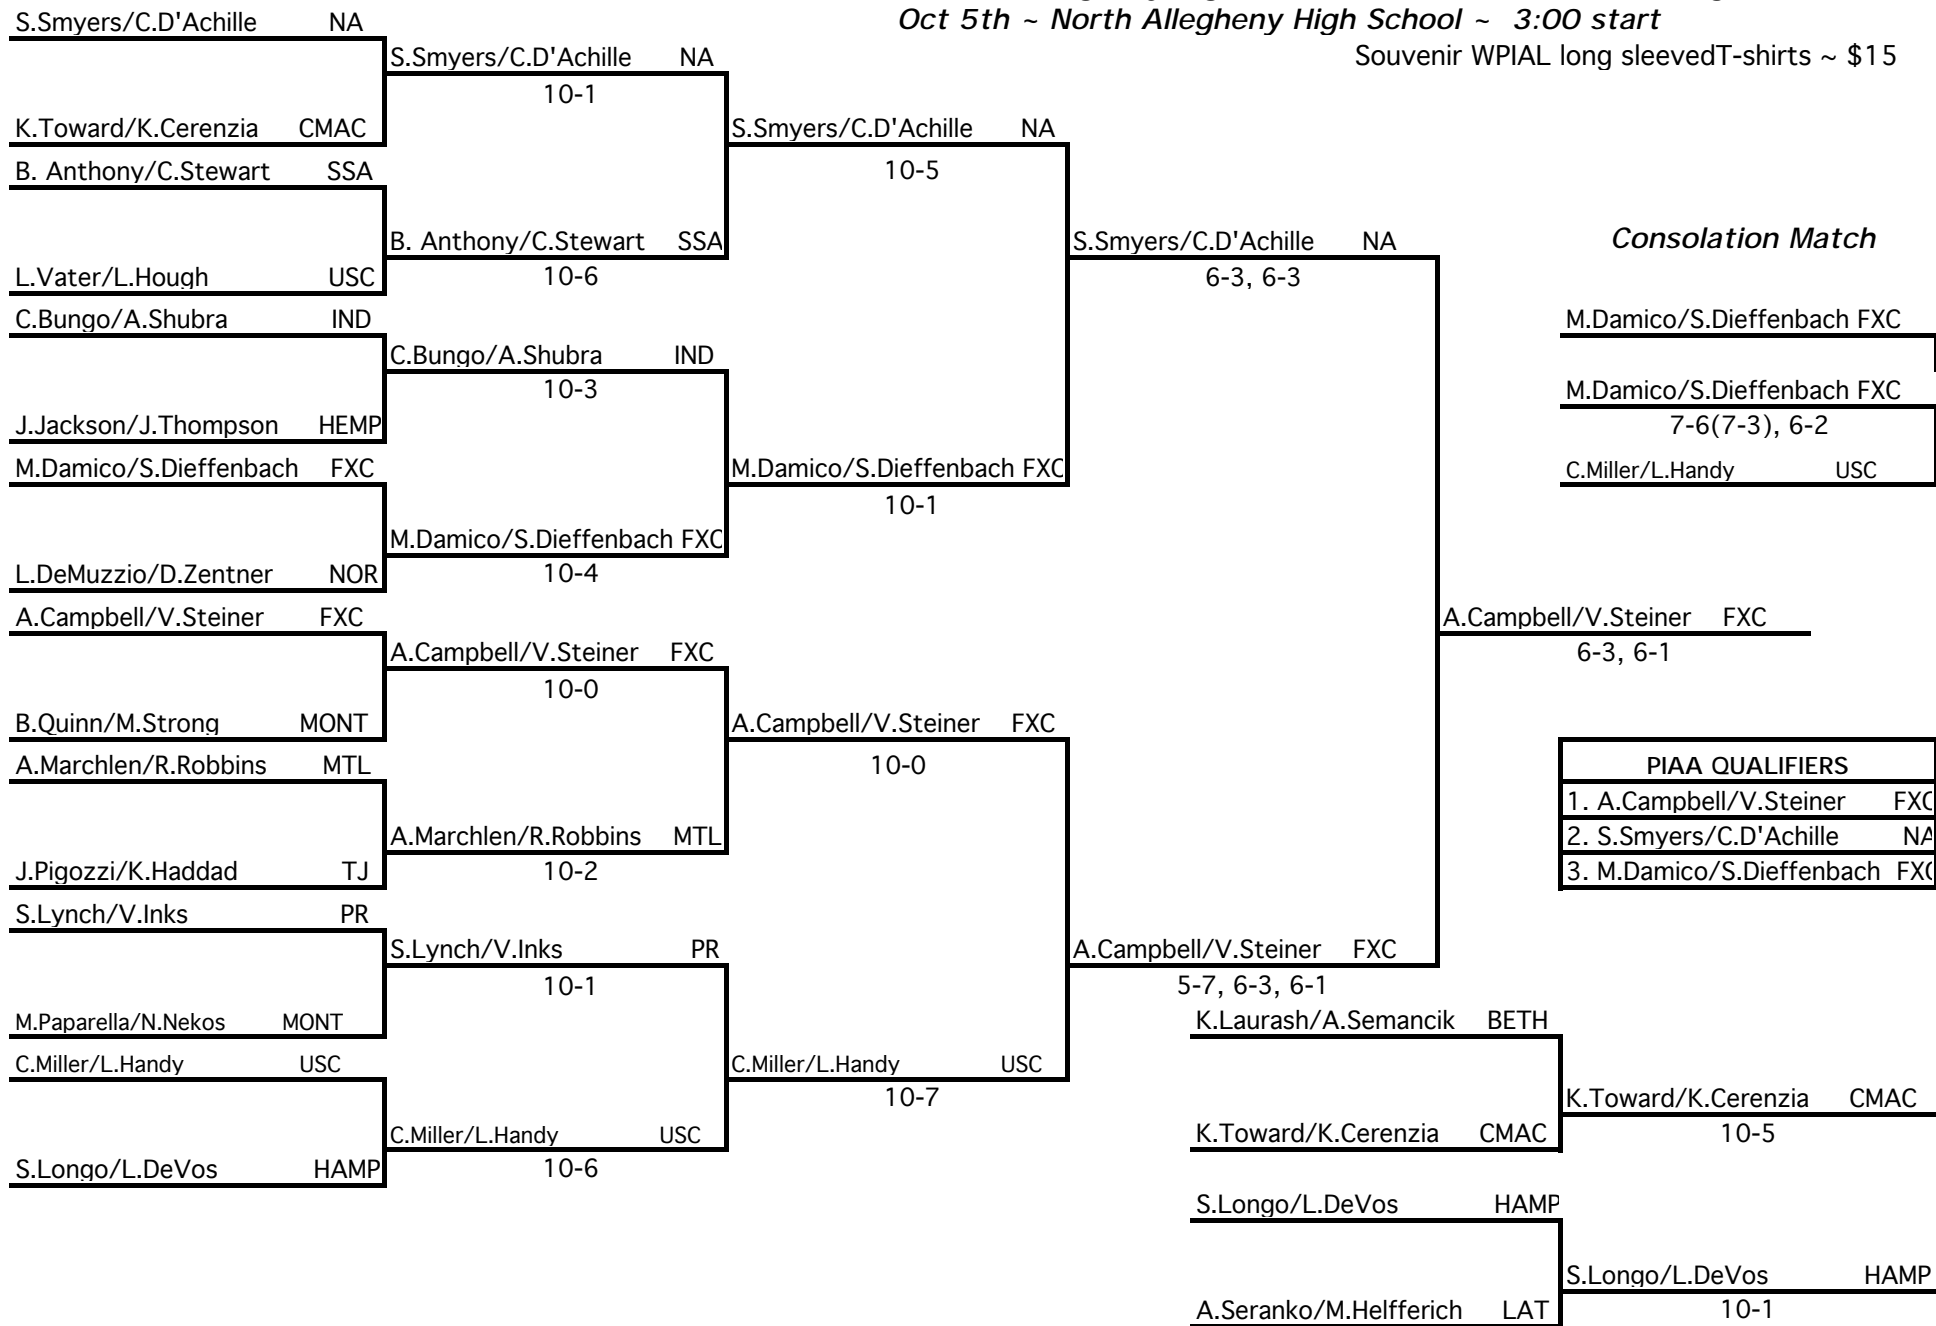 Oct 5th ~ North Allegheny High School ~ 3:00 start
Souvenir WPIAL long sleevedT-shirts ~ $15
S.Smyers/C.D'Achille NA
K.Toward/K.Cerenzia CMAC
B. Anthony/C.Stewart SSA
L.Vater/L.Hough USC
C.Bungo/A.Shubra IND
J.Jackson/J.Thompson HEMP
M.Damico/S.Dieffenbach FXC
L.DeMuzzio/D.Zentner NOR
A.Campbell/V.Steiner FXC
B.Quinn/M.Strong MONT
A.Marchlen/R.Robbins MTL
J.Pigozzi/K.Haddad TJ
S.Lynch/V.Inks PR
M.Paparella/N.Nekos MONT
C.Miller/L.Handy USC
S.Longo/L.DeVos HAMP
S.Smyers/C.D'Achille NA
10-1
B. Anthony/C.Stewart SSA
10-6
C.Bungo/A.Shubra IND
10-3
M.Damico/S.Dieffenbach FXC
10-4
A.Campbell/V.Steiner FXC
10-0
A.Marchlen/R.Robbins MTL
10-2
S.Lynch/V.Inks PR
10-1
C.Miller/L.Handy USC
10-6
S.Smyers/C.D'Achille NA
10-5
M.Damico/S.Dieffenbach FXC
10-1
A.Campbell/V.Steiner FXC
10-0
C.Miller/L.Handy USC
10-7
S.Smyers/C.D'Achille NA
6-3, 6-3
A.Campbell/V.Steiner FXC
5-7, 6-3, 6-1
A.Campbell/V.Steiner FXC
6-3, 6-1
Consolation Match
M.Damico/S.Dieffenbach FXC
M.Damico/S.Dieffenbach FXC
7-6(7-3), 6-2
C.Miller/L.Handy USC
PIAA QUALIFIERS
1. A.Campbell/V.Steiner FXC
2. S.Smyers/C.D'Achille NA
3. M.Damico/S.Dieffenbach FXC
K.Laurash/A.Semancik BETH
K.Toward/K.Cerenzia CMAC
K.Toward/K.Cerenzia CMAC
10-5
S.Longo/L.DeVos HAMP
A.Seranko/M.Helfferich LAT
S.Longo/L.DeVos HAMP
10-1